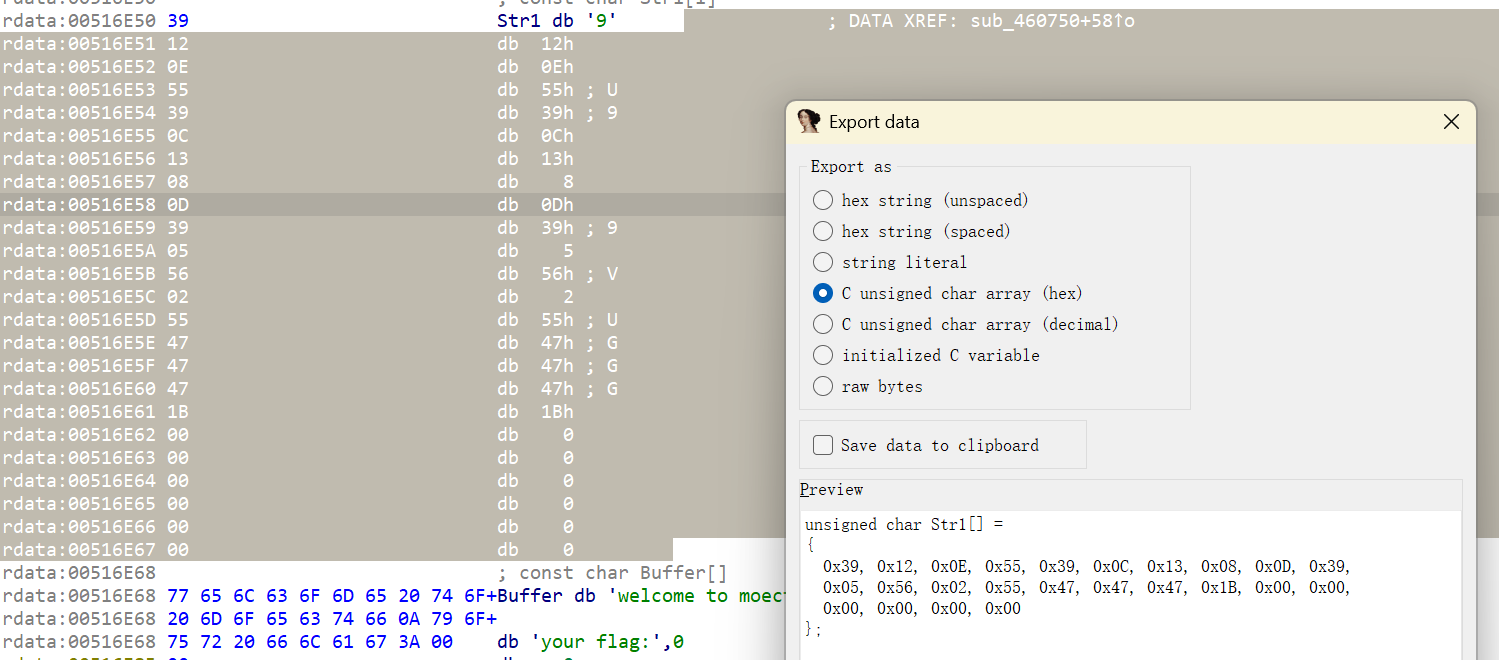 rdata:00516E50 ; const char Str1[1]
rdata:00516E50 39 Str1 db '9' ; DATA XREF: sub_460750+58↑o
rdata:00516E51 12 db 12h
rdata:00516E52 0E db 0Eh
rdata:00516E53 55 db 55h ; U
rdata:00516E54 39 db 39h ; 9
rdata:00516E55 0C db 0Ch
rdata:00516E56 13 db 13h
rdata:00516E57 08 db 8
rdata:00516E58 0D db 0Dh
rdata:00516E59 39 db 39h ; 9
rdata:00516E5A 05 db 5
rdata:00516E5B 56 db 56h ; V
rdata:00516E5C 02 db 2
rdata:00516E5D 55 db 55h ; U
rdata:00516E5E 47 db 47h ; G
rdata:00516E5F 47 db 47h ; G
rdata:00516E60 47 db 47h ; G
rdata:00516E61 1B db 1Bh
rdata:00516E62 00 db 0
rdata:00516E63 00 db 0
rdata:00516E64 00 db 0
rdata:00516E65 00 db 0
rdata:00516E66 00 db 0
rdata:00516E67 00 db 0
rdata:00516E68 ; const char Buffer[]
rdata:00516E68 77 65 6C 63 6F 6D 65 20 74 6F+Buffer db 'welcome to moec
rdata:00516E68 20 6D 6F 65 63 74 66 0A 79 6F+
rdata:00516E68 75 72 20 66 6C 61 67 3A 00 db 'your flag:',0
Export data
Export as
hex string (unspaced)
hex string (spaced)
string literal
C unsigned char array (hex)
C unsigned char array (decimal)
initialized C variable
raw bytes
Save data to clipboard
Preview
unsigned char Str1[] =
{
0x39, 0x12, 0x0E, 0x55, 0x39, 0x0C, 0x13, 0x08, 0x0D, 0x39,
0x05, 0x56, 0x02, 0x55, 0x47, 0x47, 0x47, 0x1B, 0x00, 0x00,
0x00, 0x00, 0x00, 0x00
};